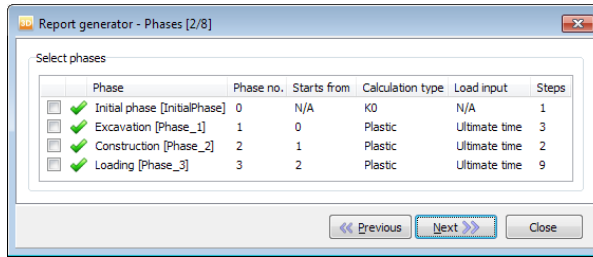 3D Report generator - Phases [2/8]
Select phases
Phase Phase no. Starts from Calculation type Load input Steps
Initial phase [InitialPhase] 0 N/A K0 N/A 1
Excavation [Phase_1] 1 0 Plastic Ultimate time 3
Construction [Phase_2] 2 1 Plastic Ultimate time 2
Loading [Phase_3] 3 2 Plastic Ultimate time 9
Previous Next Close